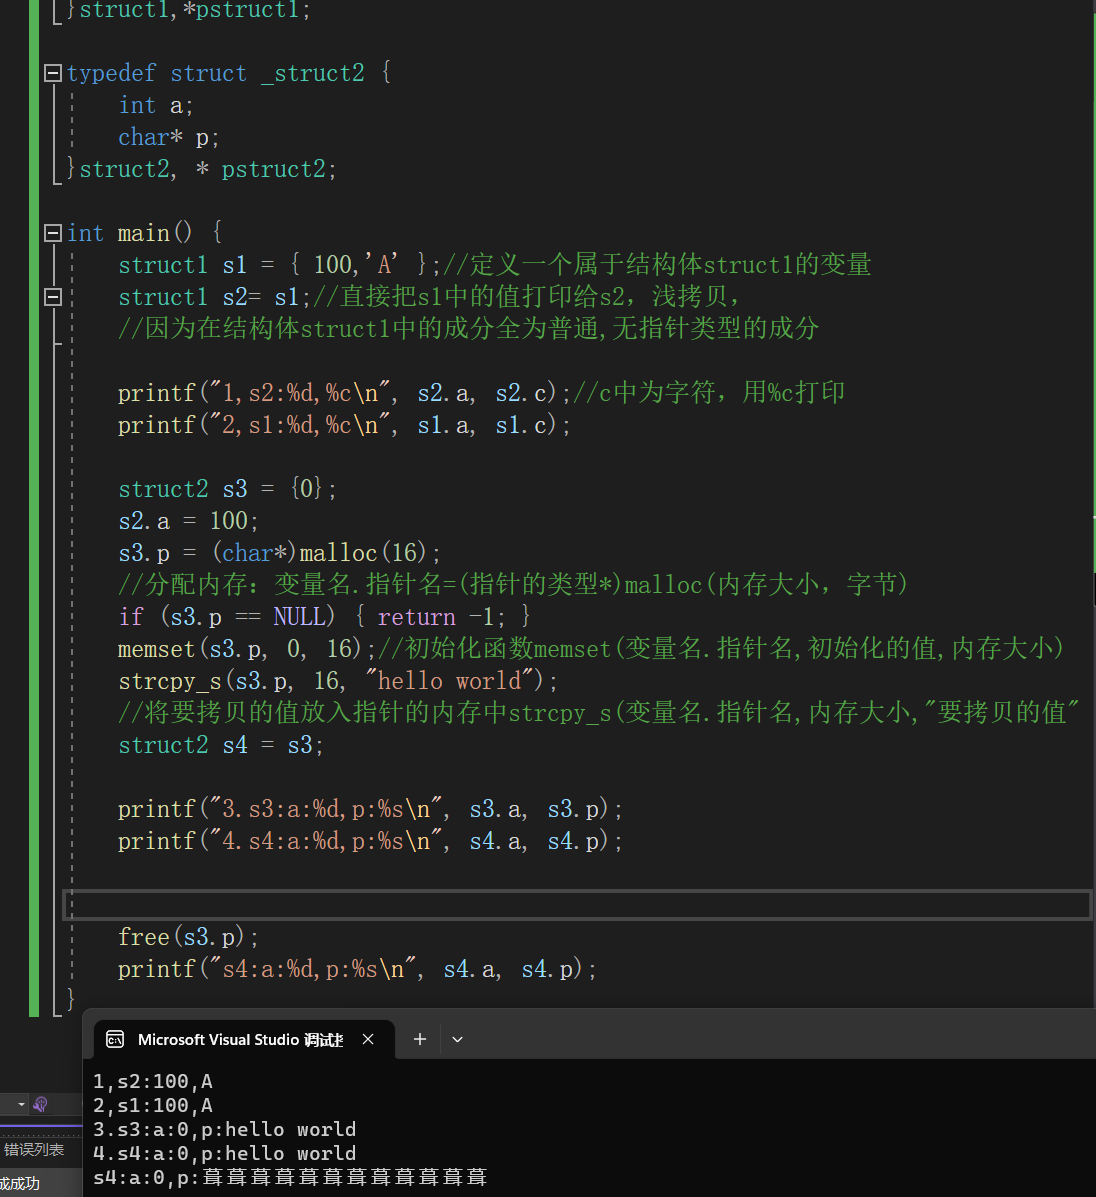 }struct1,*pstruct1;
typedef struct _struct2 {
int a;
char* p;
}struct2, * pstruct2;
int main() {
struct1 s1 = { 100,'A' };//定义一个属于结构体struct1的变量
struct1 s2= s1;//直接把s1中的值打印给s2，浅拷贝，
//因为在结构体struct1中的成分全为普通,无指针类型的成分
printf("1,s2:%d,%c\n", s2.a, s2.c);//c中为字符，用%c打印
printf("2,s1:%d,%c\n", s1.a, s1.c);
struct2 s3 = {0};
s2.a = 100;
s3.p = (char*)malloc(16);
//分配内存：变量名.指针名=(指针的类型*)malloc(内存大小，字节)
if (s3.p == NULL) { return -1; }
memset(s3.p, 0, 16);//初始化函数memset(变量名.指针名,初始化的值,内存大小)
strcpy_s(s3.p, 16, "hello world");
//将要拷贝的值放入指针的内存中strcpy_s(变量名.指针名,内存大小,"要拷贝的值"
struct2 s4 = s3;
printf("3.s3:a:%d,p:%s\n", s3.a, s3.p);
printf("4.s4:a:%d,p:%s\n", s4.a, s4.p);
free(s3.p);
printf("s4:a:%d,p:%s\n", s4.a, s4.p);
}
Microsoft Visual Studio 调试
1,s2:100,A
2,s1:100,A
3.s3:a:0,p:hello world
4.s4:a:0,p:hello world
s4:a:0,p:葺葺葺葺葺葺葺葺葺葺葺葺
错误列表
成成功